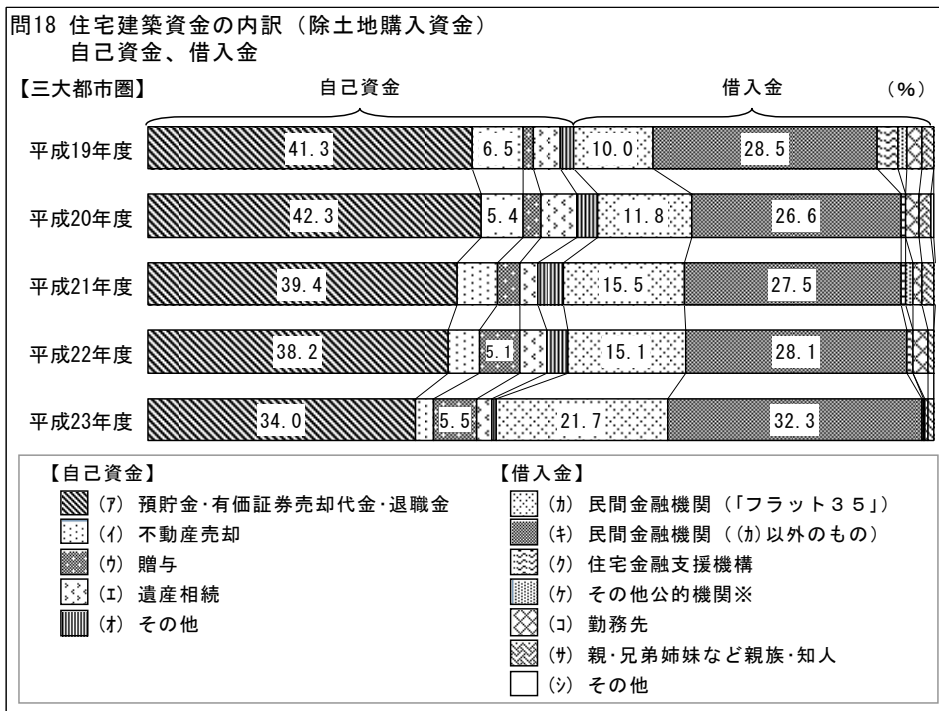 問18 住宅建築資金の内訳（除土地購入資金）
自己資金、借入金
【三大都市圏】 自己資金 借入金 （％）
平成19年度 41.3 6.5 10.0 28.5
平成20年度 42.3 5.4 11.8 26.6
平成21年度 39.4 15.5 27.5
平成22年度 38.2 5.1 15.1 28.1
平成23年度 34.0 5.5 21.7 32.3
【自己資金】
(ｱ) 預貯金･有価証券売却代金･退職金
(ｲ) 不動産売却
(ｳ) 贈与
(ｴ) 遺産相続
(ｵ) その他
【借入金】
(ｶ) 民間金融機関（｢フラット３５｣）
(ｷ) 民間金融機関（(ｶ)以外のもの）
(ｸ) 住宅金融支援機構
(ｹ) その他公的機関※
(ｺ) 勤務先
(ｻ) 親･兄弟姉妹など親族･知人
(ｼ) その他